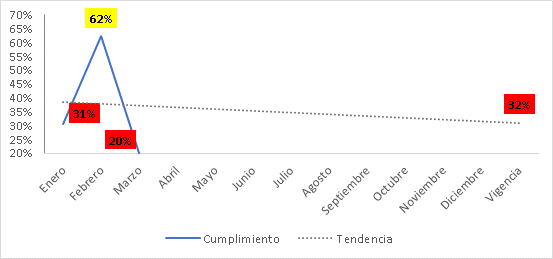 70%
65%
60%
55%
50%
45%
40%
35%
30%
25%
20%
62%
31%
20%
32%
Enero
Febrero
Marzo
Abril
Mayo
Junio
Julio
Agosto
Septiembre
Octubre
Noviembre
Diciembre
Vigencia
Cumplimiento
Tendencia